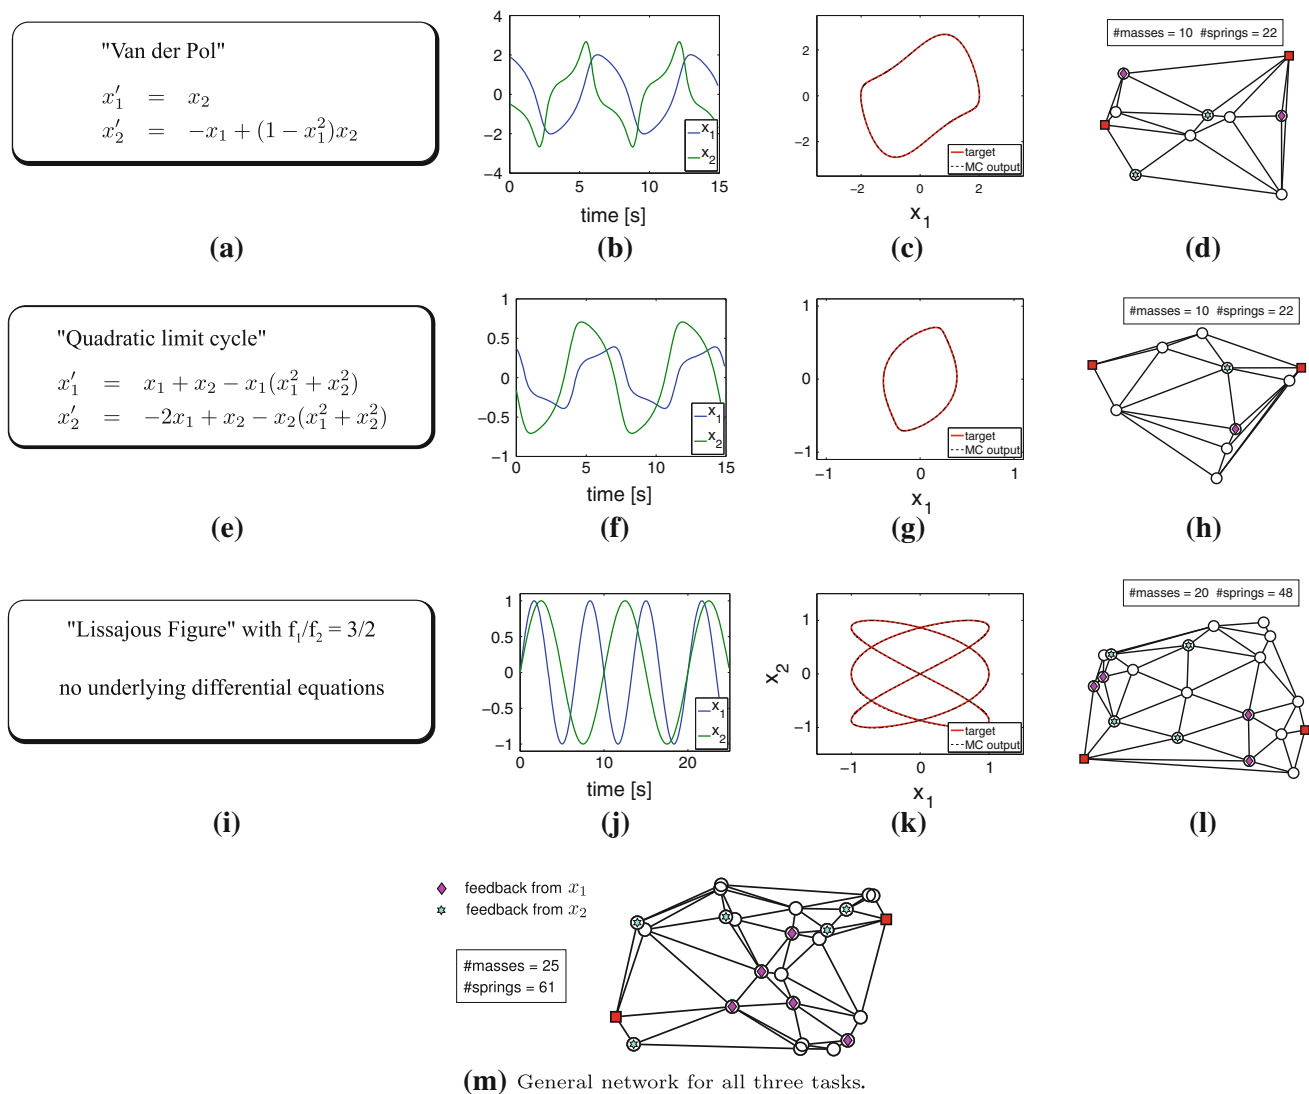 "Van der Pol"
x′₁ = x₂
x′₂ = −x₁ + (1 − x₁²)x₂
(a)
4
2
0
−2
−4
0 5 10 15
x₁
x₂
time [s]
(b)
2
0
−2
−2 0 2
target
MC output
x₁
(c)
#masses = 10 #springs = 22
(d)
"Quadratic limit cycle"
x′₁ = x₁ + x₂ − x₁(x₁² + x₂²)
x′₂ = −2x₁ + x₂ − x₂(x₁² + x₂²)
(e)
1
0.5
0
−0.5
−1
0 5 10 15
x₁
x₂
time [s]
(f)
1
0
−1
−1 0 1
target
MC output
x₁
(g)
#masses = 10 #springs = 22
(h)
"Lissajous Figure" with f₁/f₂ = 3/2
no underlying differential equations
(i)
1
0.5
0
−0.5
−1
0 10 20
x₁
x₂
time [s]
(j)
x₂
1
0
−1
−1 0 1
target
MC output
x₁
(k)
#masses = 20 #springs = 48
(l)
feedback from x₁
feedback from x₂
#masses = 25
#springs = 61
(m) General network for all three tasks.